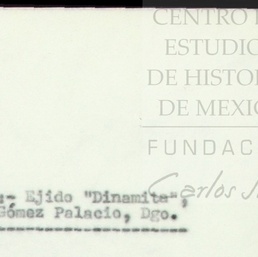 CENTRO
ESTUDIO
DE HISTOR
DE MEXIC
FUNDAC
Carlos
:- Ejido "Dinamita",
Gómez Palacio, Dgo.